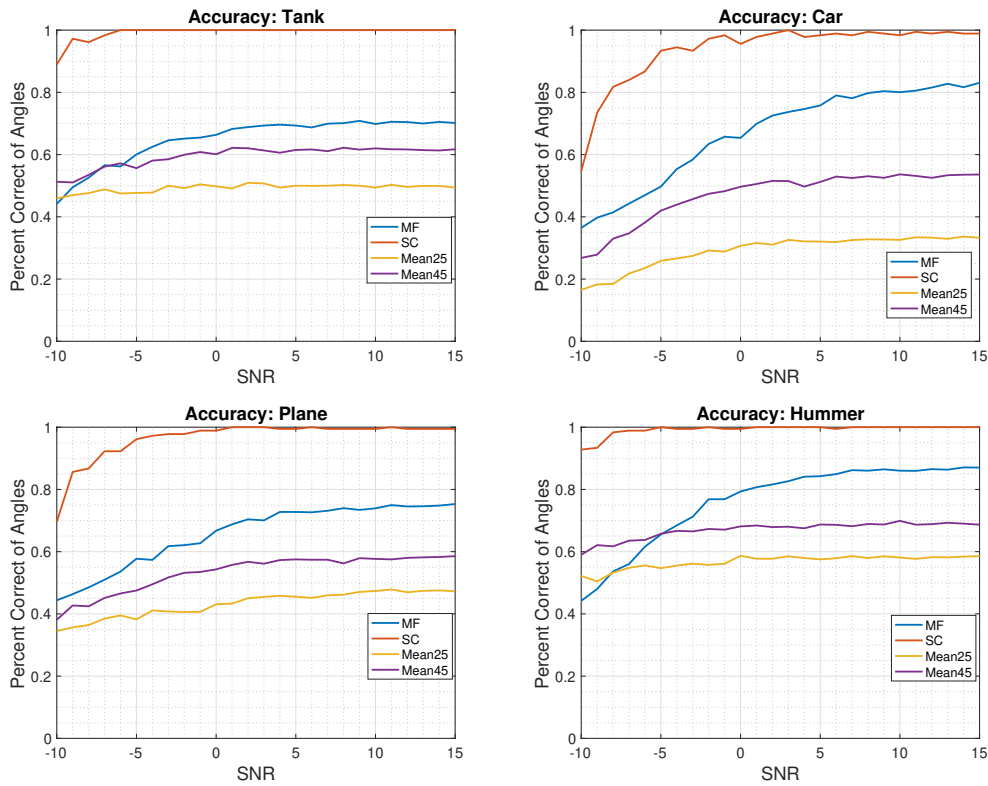 Accuracy: Tank
Percent Correct of Angles
1
0.8
0.6
0.4
0.2
0
-10 -5 0 5 10 15
SNR
MF
SC
Mean25
Mean45
Accuracy: Car
Percent Correct of Angles
1
0.8
0.6
0.4
0.2
0
-10 -5 0 5 10 15
SNR
MF
SC
Mean25
Mean45
Accuracy: Plane
Percent Correct of Angles
1
0.8
0.6
0.4
0.2
0
-10 -5 0 5 10 15
SNR
MF
SC
Mean25
Mean45
Accuracy: Hummer
Percent Correct of Angles
1
0.8
0.6
0.4
0.2
0
-10 -5 0 5 10 15
SNR
MF
SC
Mean25
Mean45